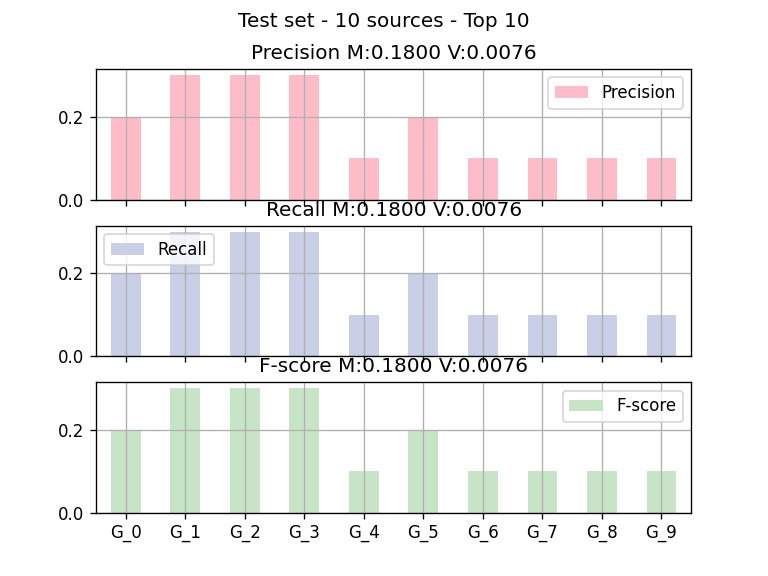 Test set - 10 sources - Top 10
Precision M:0.1800 V:0.0076
Precision
0.2
0.0
Recall M:0.1800 V:0.0076
Recall
0.2
0.0
F-score M:0.1800 V:0.0076
F-score
0.2
0.0
G_0 G_1 G_2 G_3 G_4 G_5 G_6 G_7 G_8 G_9